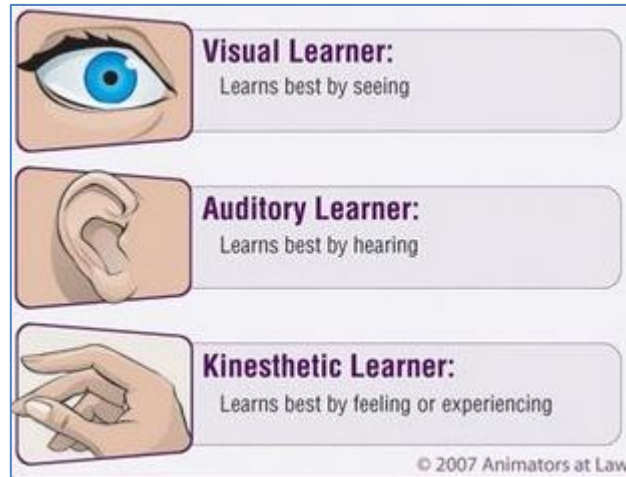 Visual Learner:
Learns best by seeing
Auditory Learner:
Learns best by hearing
Kinesthetic Learner:
Learns best by feeling or experiencing
© 2007 Animators at Law